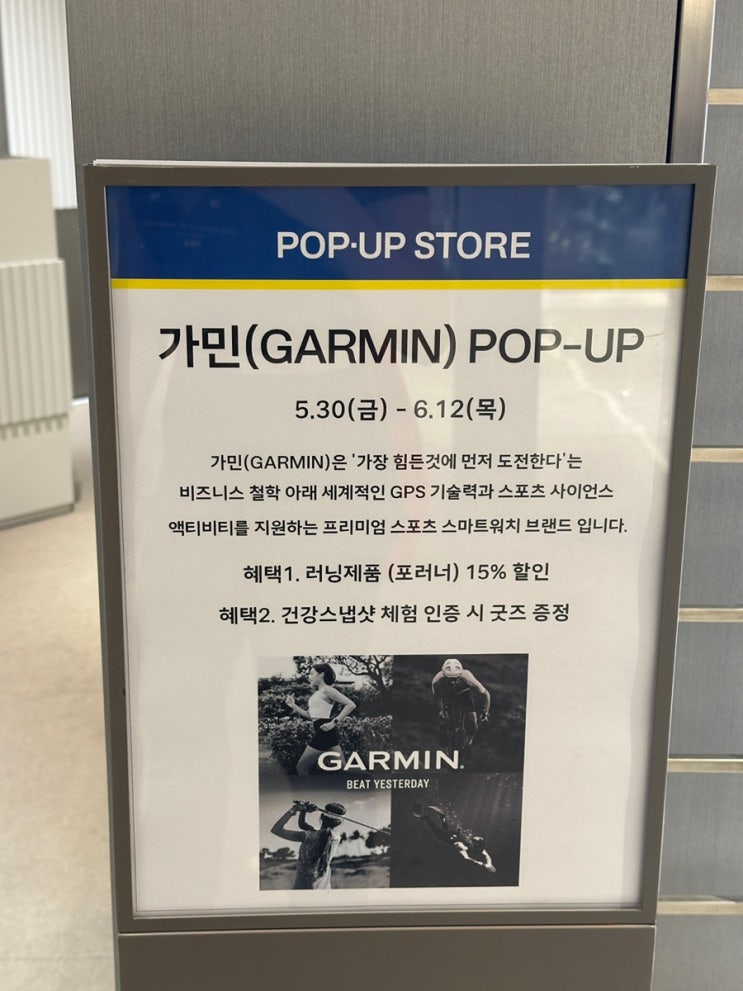 POP·UP STORE
가민(GARMIN) POP-UP
5.30(금) - 6.12(목)
가민(GARMIN)은 '가장 힘든것에 먼저 도전한다'는
비즈니스 철학 아래 세계적인 GPS 기술력과 스포츠 사이언스
액티비티를 지원하는 프리미엄 스포츠 스마트워치 브랜드 입니다.
혜택1. 러닝제품 (포러너) 15% 할인
혜택2. 건강스냅샷 체험 인증 시 굿즈 증정
GARMIN.
BEAT YESTERDAY